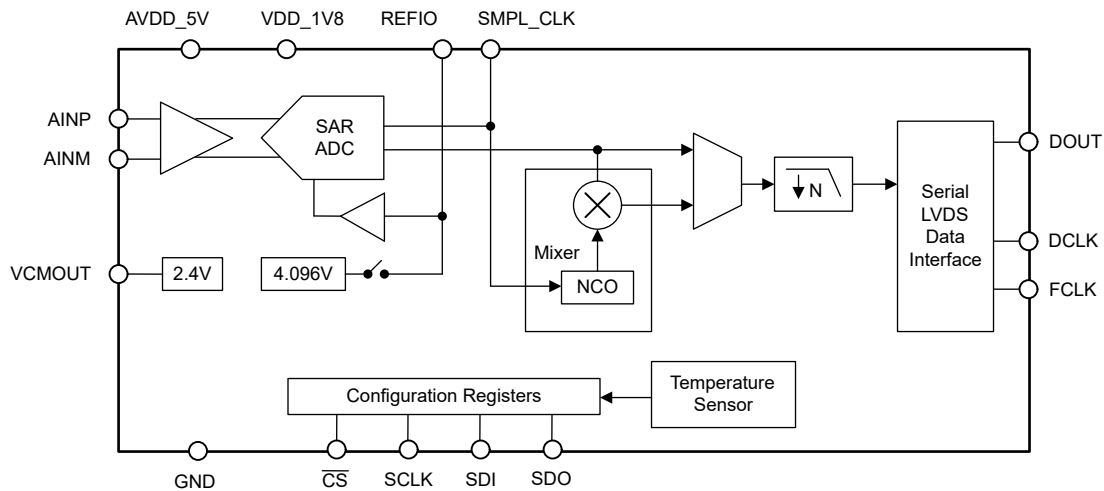 AVDD_5V
VDD_1V8
REFIO
SMPL_CLK
AINP
AINM
SAR
ADC
DOUT
N
Serial
LVDS
Data
Interface
DCLK
FCLK
VCMOUT
2.4V
4.096V
Mixer
NCO
Configuration Registers
Temperature
Sensor
GND
CS
SCLK
SDI
SDO